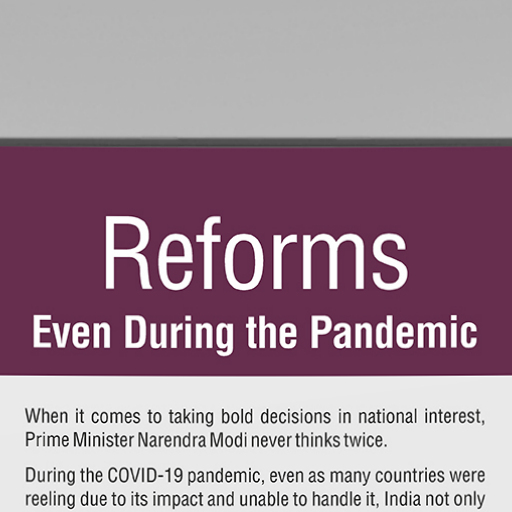 Reforms
Even During the Pandemic
When it comes to taking bold decisions in national interest,
Prime Minister Narendra Modi never thinks twice.
During the COVID-19 pandemic, even as many countries were
reeling due to its impact and unable to handle it, India not only